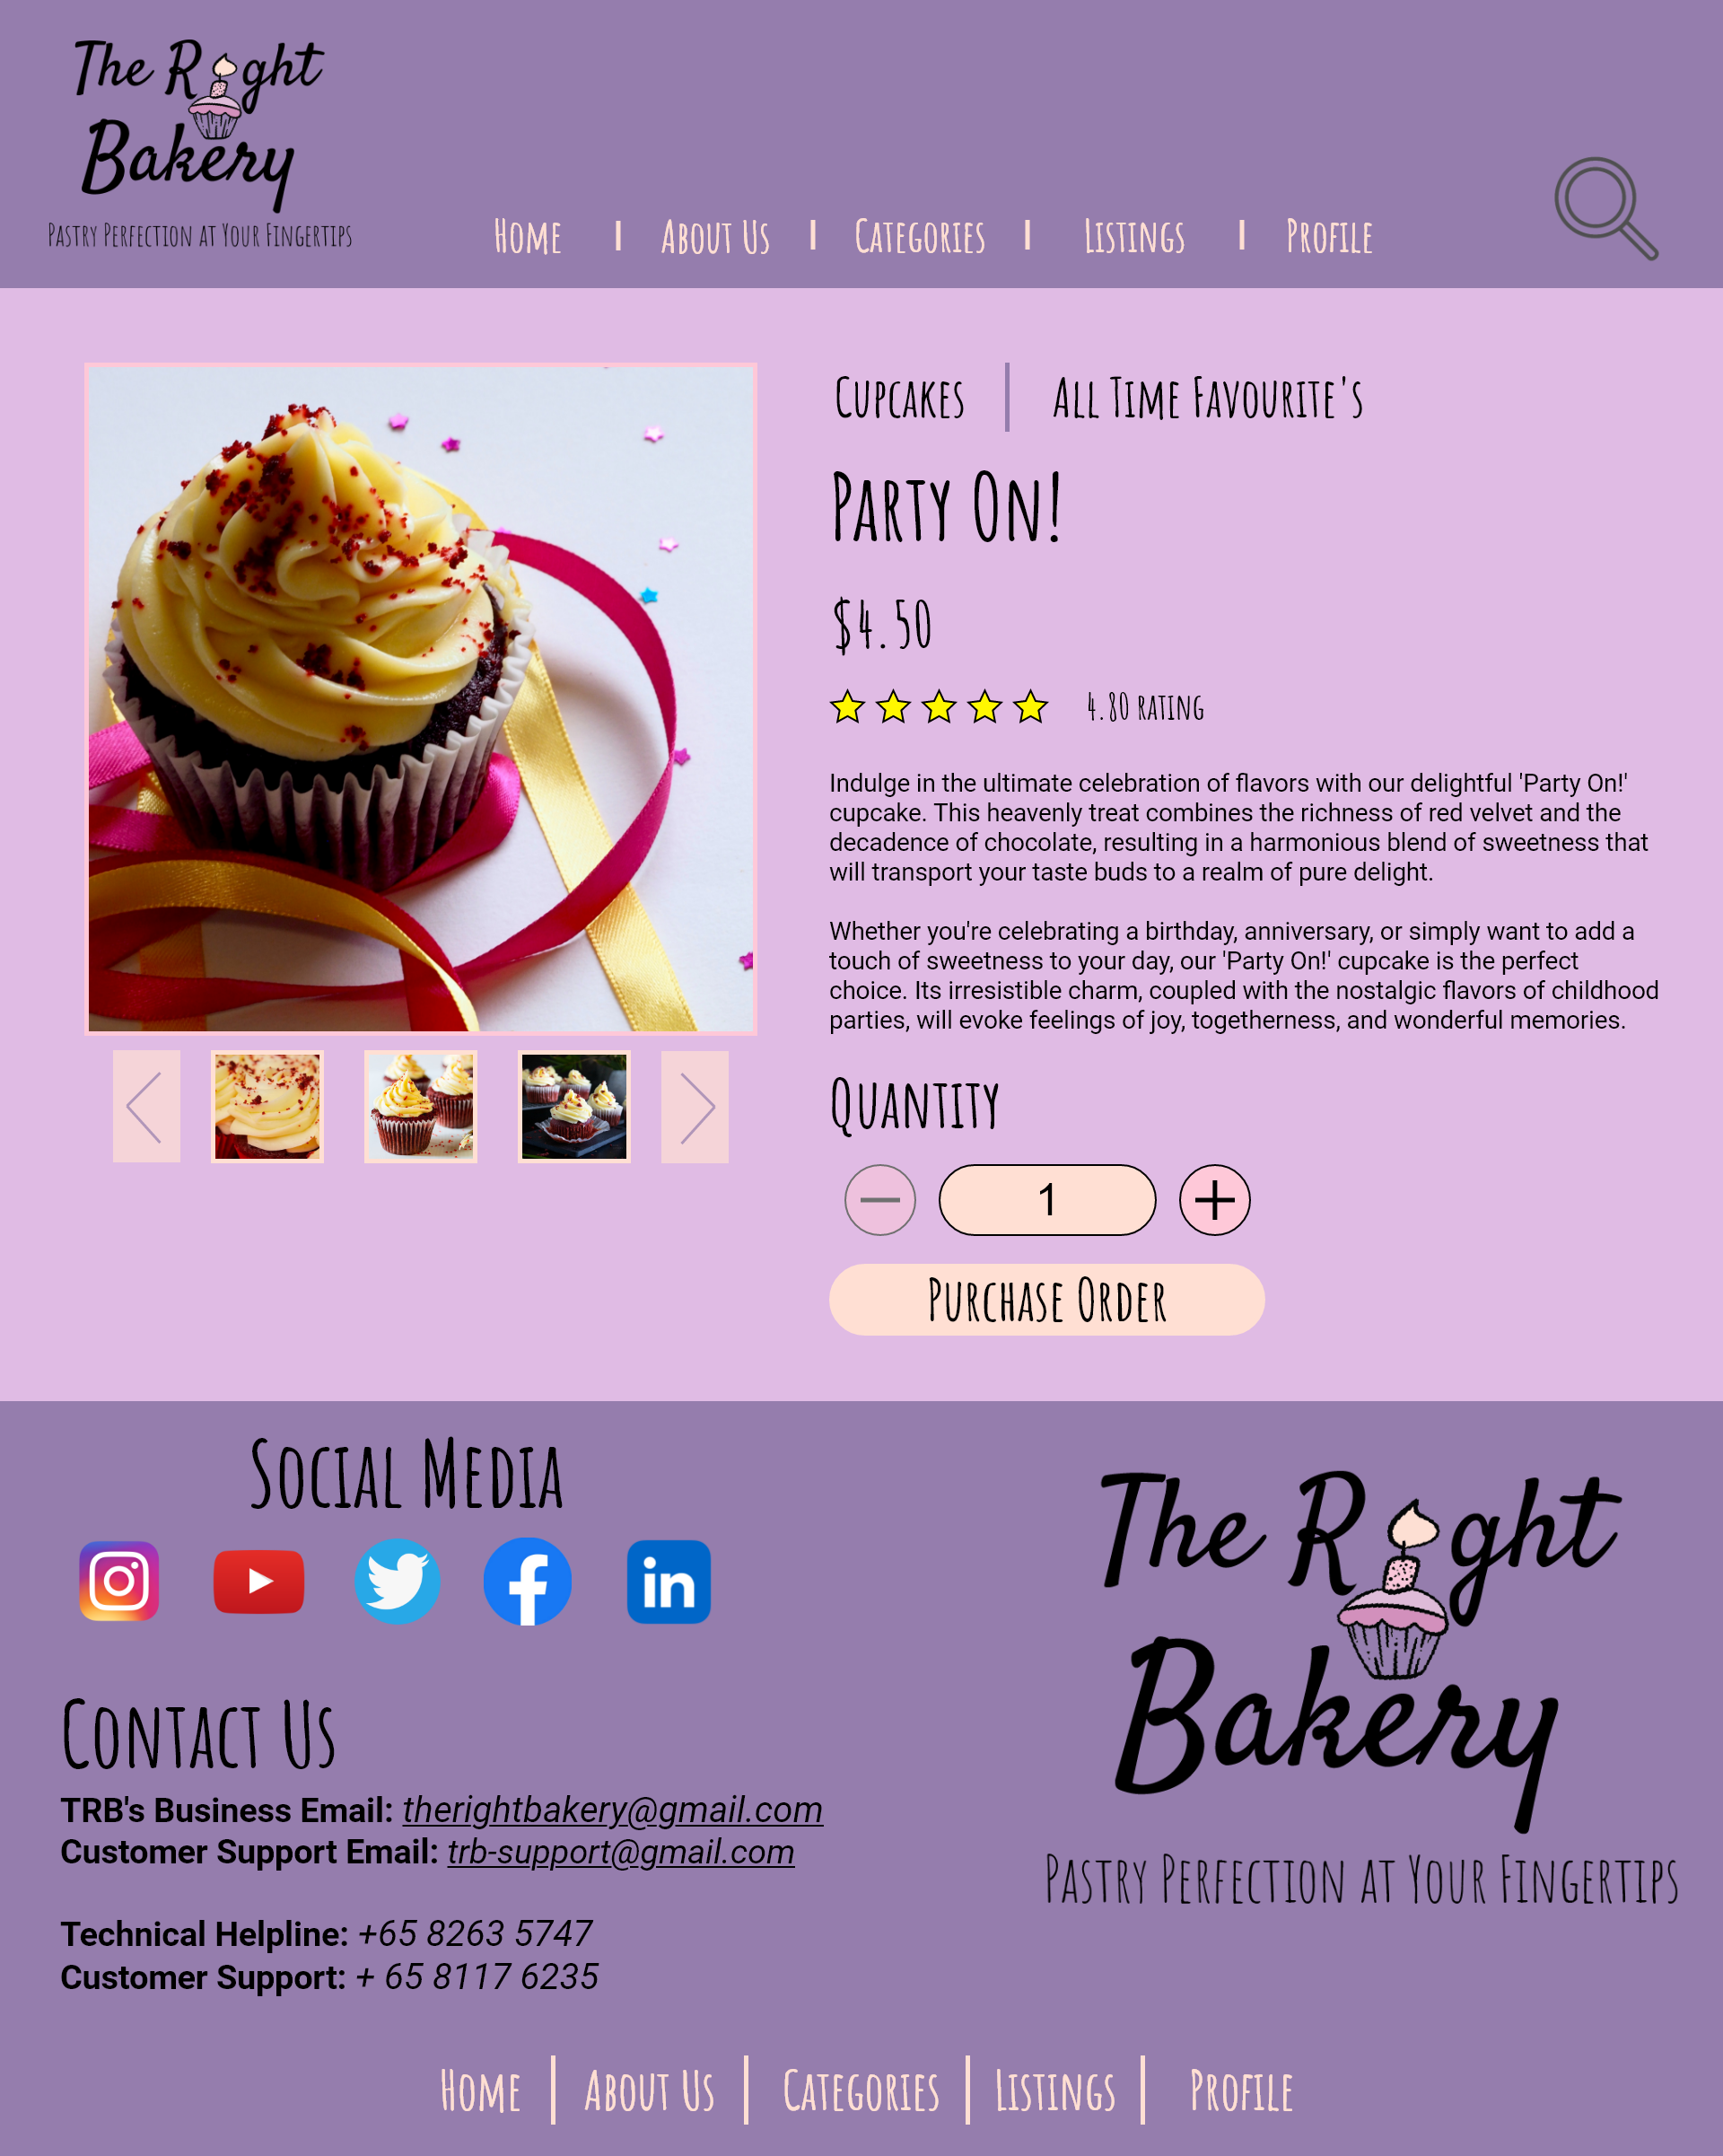 The Right
Bakery
Pastry Perfection at Your Fingertips
Home | About Us | Categories | Listings | Profile
Cupcakes | All Time Favourite's
Party On!
$4.50
4.80 rating
Indulge in the ultimate celebration of flavors with our delightful 'Party On!'
cupcake. This heavenly treat combines the richness of red velvet and the
decadence of chocolate, resulting in a harmonious blend of sweetness that
will transport your taste buds to a realm of pure delight.
Whether you're celebrating a birthday, anniversary, or simply want to add a
touch of sweetness to your day, our 'Party On!' cupcake is the perfect
choice. Its irresistible charm, coupled with the nostalgic flavors of childhood
parties, will evoke feelings of joy, togetherness, and wonderful memories.
Quantity
1
Purchase Order
Social Media
in
Contact Us
TRB's Business Email: therightbakery@gmail.com
Customer Support Email: trb-support@gmail.com
Technical Helpline: +65 8263 5747
Customer Support: + 65 8117 6235
The Right
Bakery
Pastry Perfection at Your Fingertips
Home | About Us | Categories | Listings | Profile